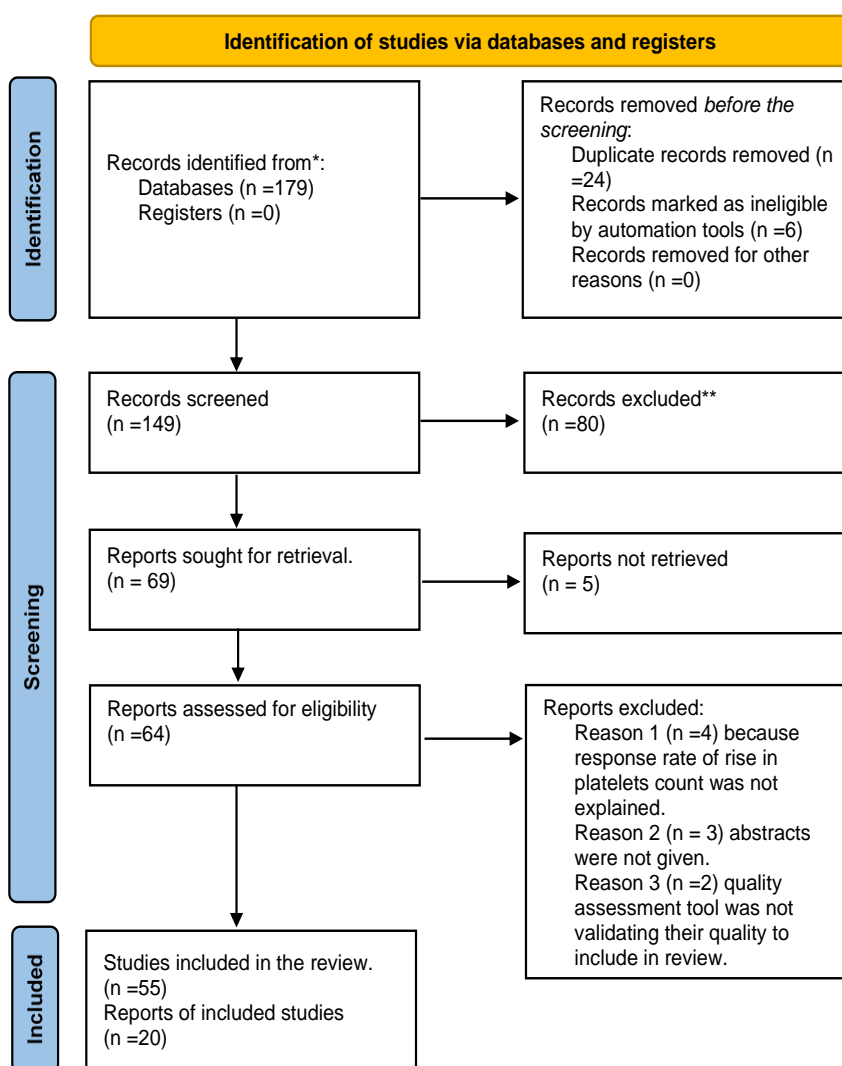 Identification of studies via databases and registers
Identification
Records identified from*:
Databases (n =179)
Registers (n =0)
Records removed before the
screening:
Duplicate records removed (n
=24)
Records marked as ineligible
by automation tools (n =6)
Records removed for other
reasons (n =0)
Screening
Records screened
(n =149)
Records excluded**
(n =80)
Reports sought for retrieval.
(n = 69)
Reports not retrieved
(n = 5)
Reports assessed for eligibility
(n =64)
Reports excluded:
Reason 1 (n =4) because
response rate of rise in
platelets count was not
explained.
Reason 2 (n = 3) abstracts
were not given.
Reason 3 (n =2) quality
assessment tool was not
validating their quality to
include in review.
Included
Studies included in the review.
(n =55)
Reports of included studies
(n =20)